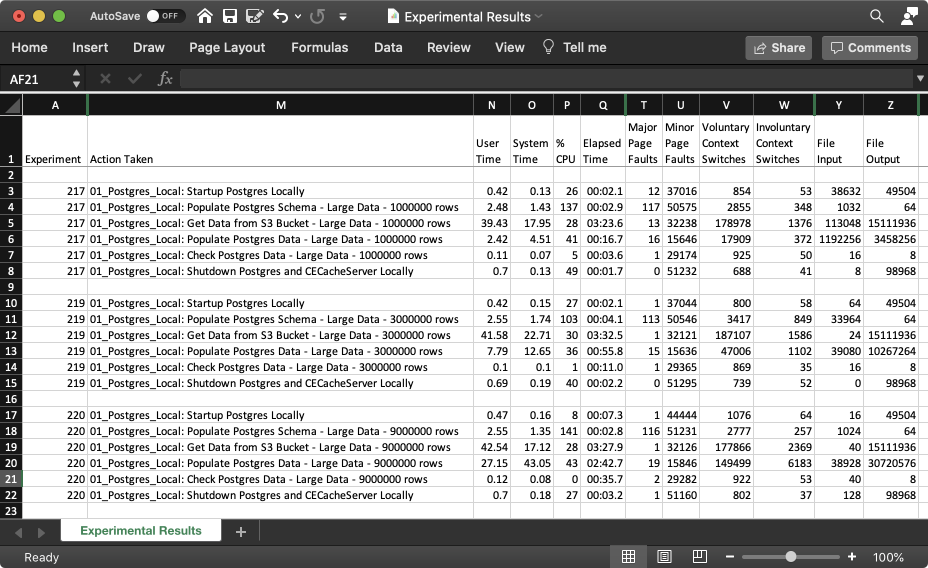 AutoSave OFF Experimental Results
Home Insert Draw Page Layout Formulas Data Review View Tell me Share Comments
AF21 fx
A M N O P Q T U V W Y Z
Major Minor Voluntary Involuntary
User System % Elapsed Page Page Context Context File File
1 Experiment Action Taken Time Time CPU Time Faults Faults Switches Switches Input Output
2
3 217 01_Postgres_Local: Startup Postgres Locally 0.42 0.13 26 00:02.1 12 37016 854 53 38632 49504
4 217 01_Postgres_Local: Populate Postgres Schema - Large Data - 1000000 rows 2.48 1.43 137 00:02.9 117 50575 2855 348 1032 64
5 217 01_Postgres_Local: Get Data from S3 Bucket - Large Data - 1000000 rows 39.43 17.95 28 03:23.6 13 32238 178978 1376 113048 15111936
6 217 01_Postgres_Local: Populate Postgres Data - Large Data - 1000000 rows 2.42 4.51 41 00:16.7 16 15646 17909 372 1192256 3458256
7 217 01_Postgres_Local: Check Postgres Data - Large Data - 1000000 rows 0.11 0.07 5 00:03.6 1 29174 925 50 16 8
8 217 01_Postgres_Local: Shutdown Postgres and CECacheServer Locally 0.7 0.13 49 00:01.7 0 51232 688 41 8 98968
9
10 219 01_Postgres_Local: Startup Postgres Locally 0.42 0.15 27 00:02.1 1 37044 800 58 64 49504
11 219 01_Postgres_Local: Populate Postgres Schema - Large Data - 3000000 rows 2.55 1.74 103 00:04.1 113 50546 3417 849 33964 64
12 219 01_Postgres_Local: Get Data from S3 Bucket - Large Data - 3000000 rows 41.58 22.71 30 03:32.5 1 32121 187107 1586 24 15111936
13 219 01_Postgres_Local: Populate Postgres Data - Large Data - 3000000 rows 7.79 12.65 36 00:55.8 15 15636 47006 1102 39080 10267264
14 219 01_Postgres_Local: Check Postgres Data - Large Data - 3000000 rows 0.1 0.1 1 00:11.0 1 29365 869 35 16 8
15 219 01_Postgres_Local: Shutdown Postgres and CECacheServer Locally 0.69 0.19 40 00:02.2 0 51295 739 52 0 98968
16
17 220 01_Postgres_Local: Startup Postgres Locally 0.47 0.16 8 00:07.3 1 44444 1076 64 16 49504
18 220 01_Postgres_Local: Populate Postgres Schema - Large Data - 9000000 rows 2.55 1.35 141 00:02.8 116 51231 2777 257 1024 64
19 220 01_Postgres_Local: Get Data from S3 Bucket - Large Data - 9000000 rows 42.54 17.12 28 03:27.9 1 32126 177866 2369 40 15111936
20 220 01_Postgres_Local: Populate Postgres Data - Large Data - 9000000 rows 27.15 43.05 43 02:42.7 19 15846 149499 6183 38928 30720576
21 220 01_Postgres_Local: Check Postgres Data - Large Data - 9000000 rows 0.12 0.08 0 00:35.7 2 29282 922 53 40 8
22 220 01_Postgres_Local: Shutdown Postgres and CECacheServer Locally 0.7 0.18 27 00:03.2 1 51160 802 37 128 98968
23
Experimental Results +
Ready - + 100%